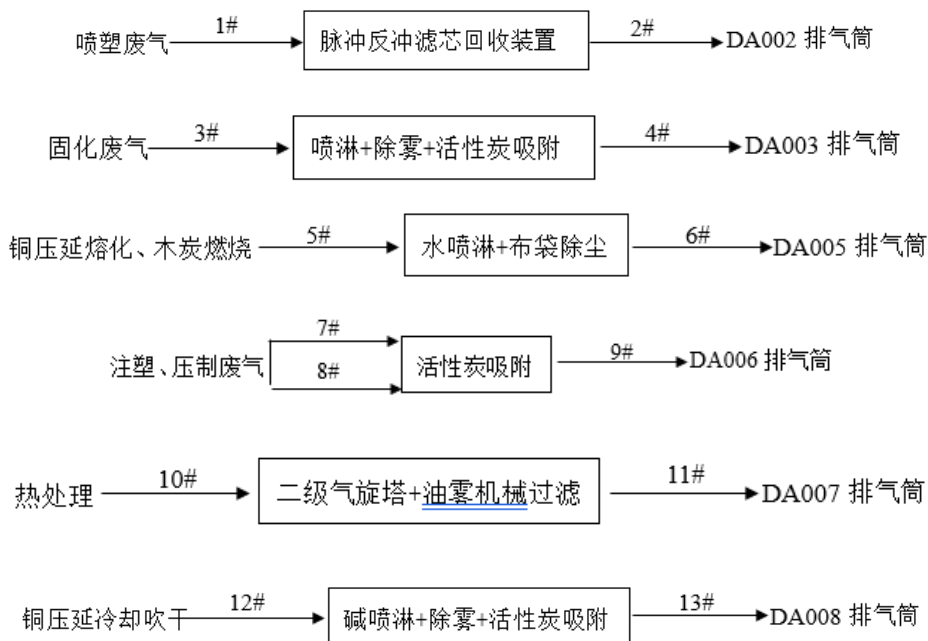 喷塑废气 1# 脉冲反冲滤芯回收装置 2# DA002 排气筒
固化废气 3# 喷淋+除雾+活性炭吸附 4# DA003 排气筒
铜压延熔化、木炭燃烧 5# 水喷淋+布袋除尘 6# DA005 排气筒
7#
注塑、压制废气 8# 活性炭吸附 9# DA006 排气筒
热处理 10# 二级气旋塔+油雾机械过滤 11# DA007 排气筒
铜压延冷却吹干 12# 碱喷淋+除雾+活性炭吸附 13# DA008 排气筒